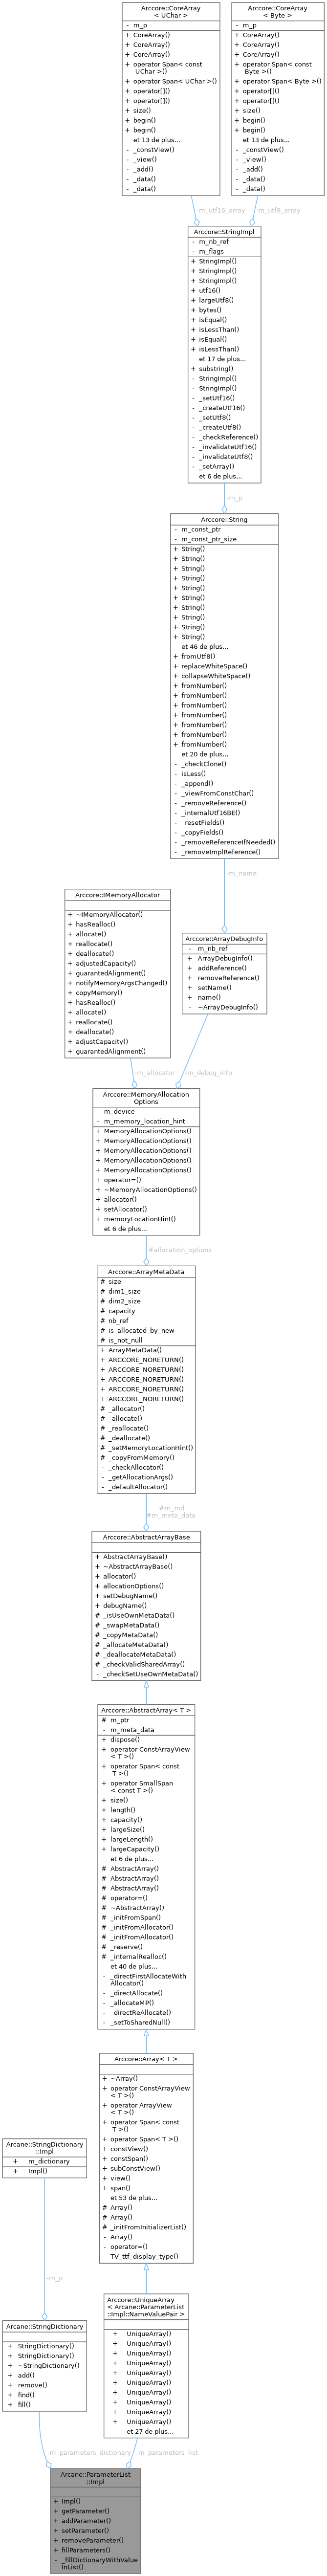 Arccore::CoreArray
< UChar >
- m_p
+ CoreArray()
+ CoreArray()
+ CoreArray()
+ operator Span< const
UChar >()
+ operator Span< UChar >()
+ operator[]()
+ operator[]()
+ size()
+ begin()
+ begin()
et 13 de plus...
- _constView()
- _view()
- _add()
- _data()
- _data()
Arccore::CoreArray
< Byte >
- m_p
+ CoreArray()
+ CoreArray()
+ CoreArray()
+ operator Span< const
Byte >()
+ operator Span< Byte >()
+ operator[]()
+ operator[]()
+ size()
+ begin()
+ begin()
et 13 de plus...
- _constView()
- _view()
- _add()
- _data()
- _data()
-m_utf16_array
-m_utf8_array
Arccore::StringImpl
- m_nb_ref
- m_flags
+ StringImpl()
+ StringImpl()
+ StringImpl()
+ utf16()
+ largeUtf8()
+ bytes()
+ isEqual()
+ isLessThan()
+ isEqual()
+ isLessThan()
et 17 de plus...
+ substring()
- StringImpl()
- StringImpl()
- _setUtf16()
- _createUtf16()
- _setUtf8()
- _createUtf8()
- _checkReference()
- _invalidateUtf16()
- _invalidateUtf8()
- _setArray()
et 6 de plus...
-m_p
Arccore::String
- m_const_ptr
- m_const_ptr_size
+ String()
+ String()
+ String()
+ String()
+ String()
+ String()
+ String()
+ String()
+ String()
+ String()
et 46 de plus...
+ fromUtf8()
+ replaceWhiteSpace()
+ collapseWhiteSpace()
+ fromNumber()
+ fromNumber()
+ fromNumber()
+ fromNumber()
+ fromNumber()
+ fromNumber()
+ fromNumber()
et 20 de plus...
- _checkClone()
- isLess()
- _append()
- _viewFromConstChar()
- _removeReference()
- _internalUtf16BE()
- _resetFields()
- _copyFields()
- _removeReferenceIfNeeded()
- _removeImplReference()
-m_name
Arccore::IMemoryAllocator
+ ~IMemoryAllocator()
+ hasRealloc()
+ allocate()
+ reallocate()
+ deallocate()
+ adjustedCapacity()
+ guarantedAlignment()
+ notifyMemoryArgsChanged()
+ copyMemory()
+ hasRealloc()
+ allocate()
+ reallocate()
+ deallocate()
+ adjustCapacity()
+ guarantedAlignment()
Arccore::ArrayDebugInfo
- m_nb_ref
+ ArrayDebugInfo()
+ addReference()
+ removeReference()
+ setName()
+ name()
- ~ArrayDebugInfo()
-m_allocator
-m_debug_info
Arccore::MemoryAllocation
Options
- m_device
- m_memory_location_hint
+ MemoryAllocationOptions()
+ MemoryAllocationOptions()
+ MemoryAllocationOptions()
+ MemoryAllocationOptions()
+ MemoryAllocationOptions()
+ operator=()
+ ~MemoryAllocationOptions()
+ allocator()
+ setAllocator()
+ memoryLocationHint()
et 6 de plus...
#allocation_options
Arccore::ArrayMetaData
# size
# dim1_size
# dim2_size
# capacity
# nb_ref
# is_allocated_by_new
# is_not_null
+ ArrayMetaData()
+ ARCCORE_NORETURN()
+ ARCCORE_NORETURN()
+ ARCCORE_NORETURN()
+ ARCCORE_NORETURN()
+ ARCCORE_NORETURN()
# _allocator()
# _allocate()
# _reallocate()
# _deallocate()
# _setMemoryLocationHint()
# _copyFromMemory()
- _checkAllocator()
- _getAllocationArgs()
- _defaultAllocator()
#m_md
#m_meta_data
Arccore::AbstractArrayBase
+ AbstractArrayBase()
+ ~AbstractArrayBase()
+ allocator()
+ allocationOptions()
+ setDebugName()
+ debugName()
# _isUseOwnMetaData()
# _swapMetaData()
# _copyMetaData()
# _allocateMetaData()
# _deallocateMetaData()
# _checkValidSharedArray()
- _checkSetUseOwnMetaData()
Arccore::AbstractArray< T >
# m_ptr
- m_meta_data
+ dispose()
+ operator ConstArrayView
< T >()
+ operator Span< const
T >()
+ operator SmallSpan
< const T >()
+ size()
+ length()
+ capacity()
+ largeSize()
+ largeLength()
+ largeCapacity()
et 6 de plus...
# AbstractArray()
# AbstractArray()
# AbstractArray()
# operator=()
# ~AbstractArray()
# _initFromSpan()
# _initFromAllocator()
# _initFromAllocator()
# _reserve()
# _internalRealloc()
et 40 de plus...
- _directFirstAllocateWith
Allocator()
- _directAllocate()
- _allocateMP()
- _directReAllocate()
- _setToSharedNull()
Arccore::Array< T >
+ ~Array()
+ operator ConstArrayView
< T >()
+ operator ArrayView
< T >()
+ operator Span< const
T >()
+ operator Span< T >()
+ constView()
+ constSpan()
+ subConstView()
+ view()
+ span()
et 53 de plus...
# Array()
# Array()
# _initFromInitializerList()
- Array()
- operator=()
- TV_ttf_display_type()
Arcane::StringDictionary
::Impl
+ m_dictionary
+ Impl()
-m_p
Arcane::StringDictionary
+ StringDictionary()
+ StringDictionary()
+ ~StringDictionary()
+ add()
+ remove()
+ find()
+ fill()
Arccore::UniqueArray
< Arcane::ParameterList
::Impl::NameValuePair >
+ UniqueArray()
+ UniqueArray()
+ UniqueArray()
+ UniqueArray()
+ UniqueArray()
+ UniqueArray()
+ UniqueArray()
+ UniqueArray()
+ UniqueArray()
+ UniqueArray()
et 27 de plus...
-m_parameters_dictionary
-m_parameters_list
Arcane::ParameterList
::Impl
+ Impl()
+ getParameter()
+ addParameter()
+ setParameter()
+ removeParameter()
+ fillParameters()
- _fillDictionaryWithValue
InList()